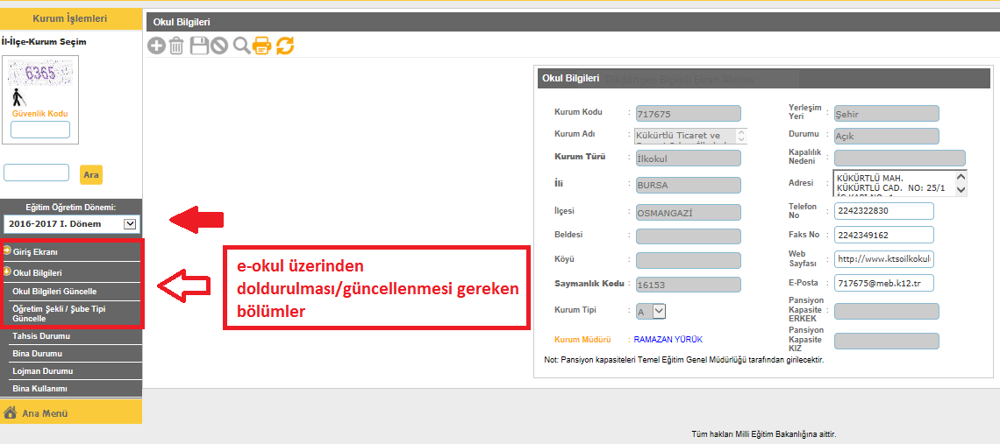 Kurum İşlemleri
İl-İlçe-Kurum Seçim
6365
Güvenlik Kodu
Ara
Eğitim Öğretim Dönemi:
2016-2017 I. Dönem
Giriş Ekranı
Okul Bilgileri
Okul Bilgileri Güncelle
Öğretim Şekli / Şube Tipi
Güncelle
Tahsis Durumu
Bina Durumu
Lojman Durumu
Bina Kullanımı
Ana Menü
e-okul üzerinden
doldurulması/güncellenmesi gereken
bölümler
Okul Bilgileri
Okul Bilgileri
Kurum Kodu : 717675
Kurum Adı : Kükürtlü Ticaret ve
Kurum Türü : İlkokul
İli : BURSA
İlçesi : OSMANGAZİ
Beldesi :
Köyü :
Saymanlık Kodu : 16153
Kurum Tipi : A
Kurum Müdürü : RAMAZAN YÜRÜK
Yerleşim
Yeri : Şehir
Durumu : Açık
Kapalılık
Nedeni :
Adresi : KÜKÜRTLÜ MAH.
KÜKÜRTLÜ CAD. NO: 25/1
Telefon
No : 2242322830
Faks No : 2242349162
Web
Sayfası : http://www.ktsoilkokul
E-Posta : 717675@meb.k12.tr
Pansiyon
Kapasite :
ERKEK
Pansiyon
Kapasite :
KIZ
Not: Pansiyon kapasiteleri Temel Eğitim Genel Müdürlüğü tarafından girilecektir.
Tüm hakları Milli Eğitim Bakanlığına aittir.